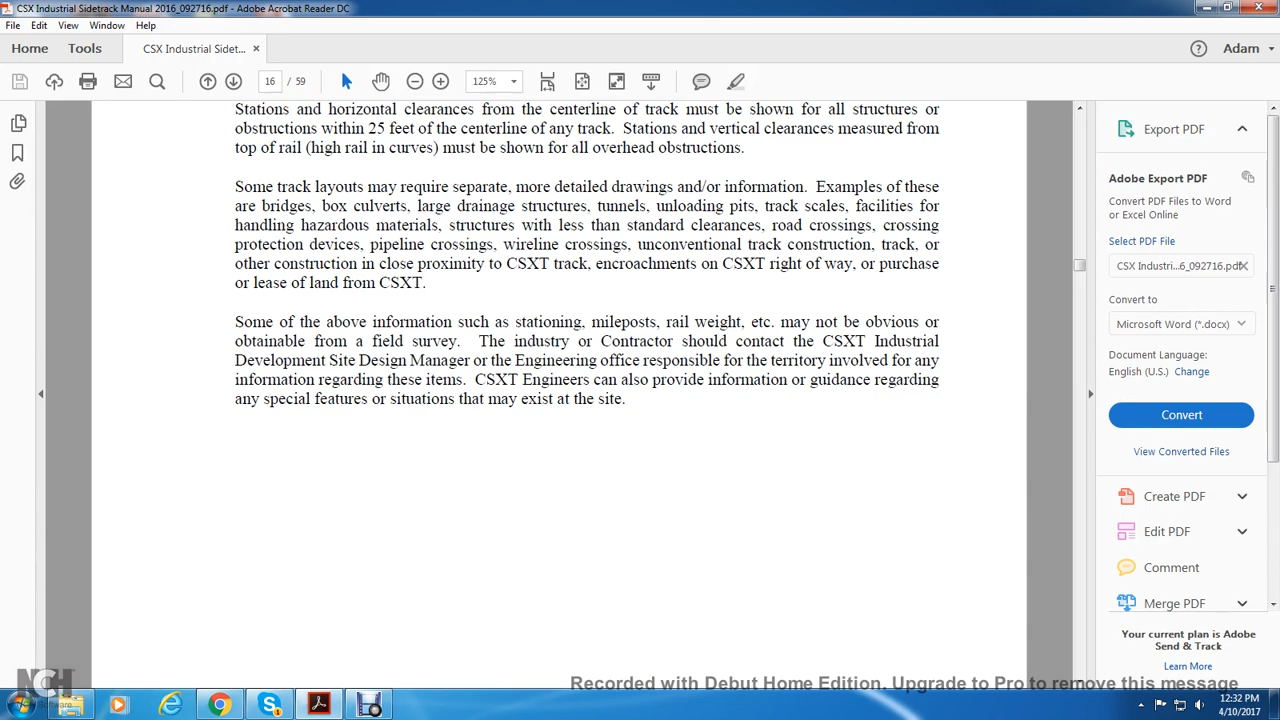 CSX Industrial Sidetrack Manual 2016_092716.pdf - Adobe Acrobat Reader DC
File Edit View Window Help
Home Tools CSX Industrial Sidet... × Adam
16 / 59 125%
Stations and horizontal clearances from the centerline of track must be shown for all structures or
obstructions within 25 feet of the centerline of any track. Stations and vertical clearances measured from
top of rail (high rail in curves) must be shown for all overhead obstructions.
Some track layouts may require separate, more detailed drawings and/or information. Examples of these
are bridges, box culverts, large drainage structures, tunnels, unloading pits, track scales, facilities for
handling hazardous materials, structures with less than standard clearances, road crossings, crossing
protection devices, pipeline crossings, wireline crossings, unconventional track construction, track, or
other construction in close proximity to CSXT track, encroachments on CSXT right of way, or purchase
or lease of land from CSXT.
Some of the above information such as stationing, mileposts, rail weight, etc. may not be obvious or
obtainable from a field survey. The industry or Contractor should contact the CSXT Industrial
Development Site Design Manager or the Engineering office responsible for the territory involved for any
information regarding these items. CSXT Engineers can also provide information or guidance regarding
any special features or situations that may exist at the site.
Export PDF
Adobe Export PDF
Convert PDF Files to Word
or Excel Online
Select PDF File
CSX Industri...6_092716.pdf
Convert to
Microsoft Word (*.docx)
Document Language:
English (U.S.) Change
Convert
View Converted Files
Create PDF
Edit PDF
Comment
Merge PDF
Your current plan is Adobe
Send & Track
Learn More
NCH
Software
Recorded with Debut Home Edition. Upgrade to Pro to remove this message
12:32 PM
4/10/2017